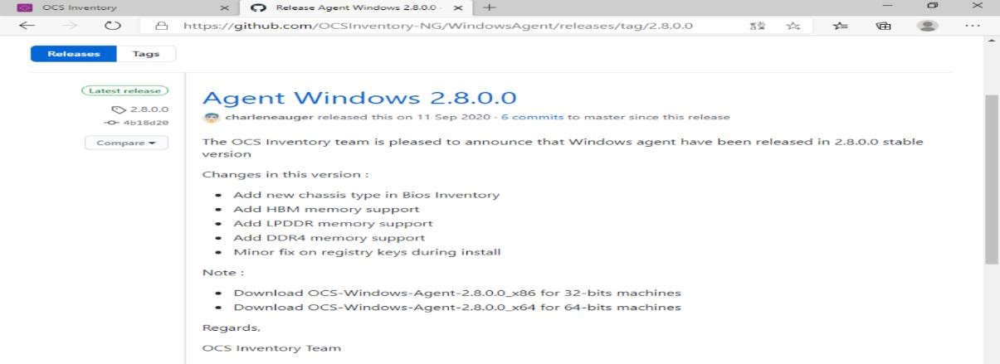 OCS Inventory
Release Agent Windows 2.8.0.0 ·
https://github.com/OCSInventory-NG/WindowsAgent/releases/tag/2.8.0.0
Releases
Tags
Latest release
2.8.0.0
4b18d20
Compare
Agent Windows 2.8.0.0
charleneauger released this on 11 Sep 2020 · 6 commits to master since this release
The OCS Inventory team is pleased to announce that Windows agent have been released in 2.8.0.0 stable
version
Changes in this version :
• Add new chassis type in Bios Inventory
• Add HBM memory support
• Add LPDDR memory support
• Add DDR4 memory support
• Minor fix on registry keys during install
Note :
• Download OCS-Windows-Agent-2.8.0.0_x86 for 32-bits machines
• Download OCS-Windows-Agent-2.8.0.0_x64 for 64-bits machines
Regards,
OCS Inventory Team